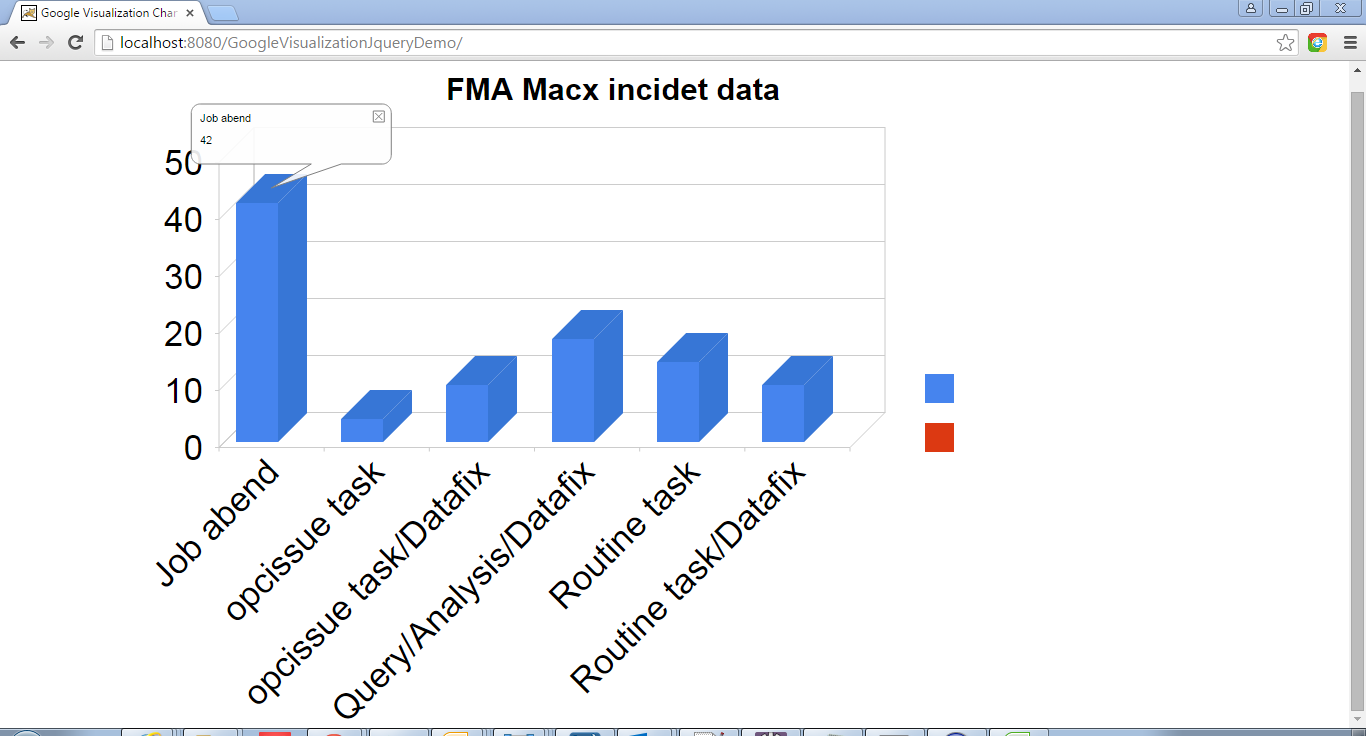 Google Visualization Char
localhost:8080/GoogleVisualizationJqueryDemo/
FMA Macx incidet data
Job abend
42
50
40
30
20
10
0
Job abend
opcissue task
opcissue task/Datafix
Query/Analysis/Datafix
Routine task
Routine task/Datafix